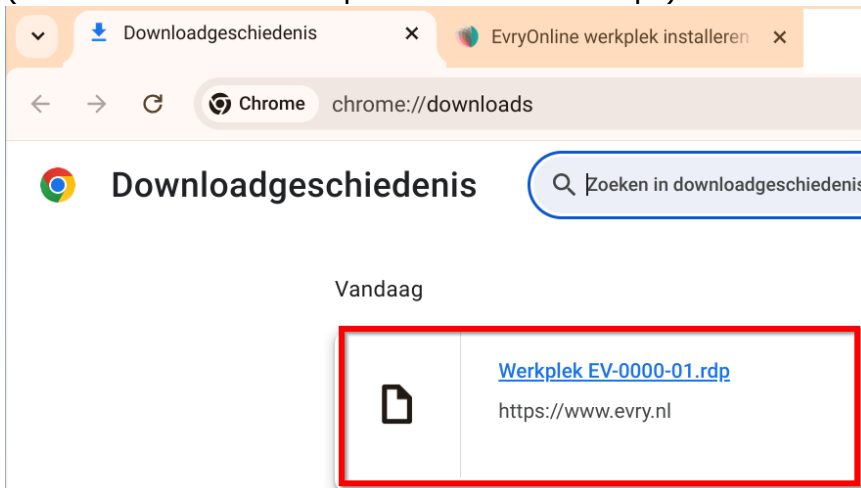 Downloadgeschiedenis
EvryOnline werkplek installeren
Chrome chrome://downloads
Downloadgeschiedenis
Zoeken in downloadgeschiedenis
Vandaag
Werkplek EV-0000-01.rdp
https://www.evry.nl